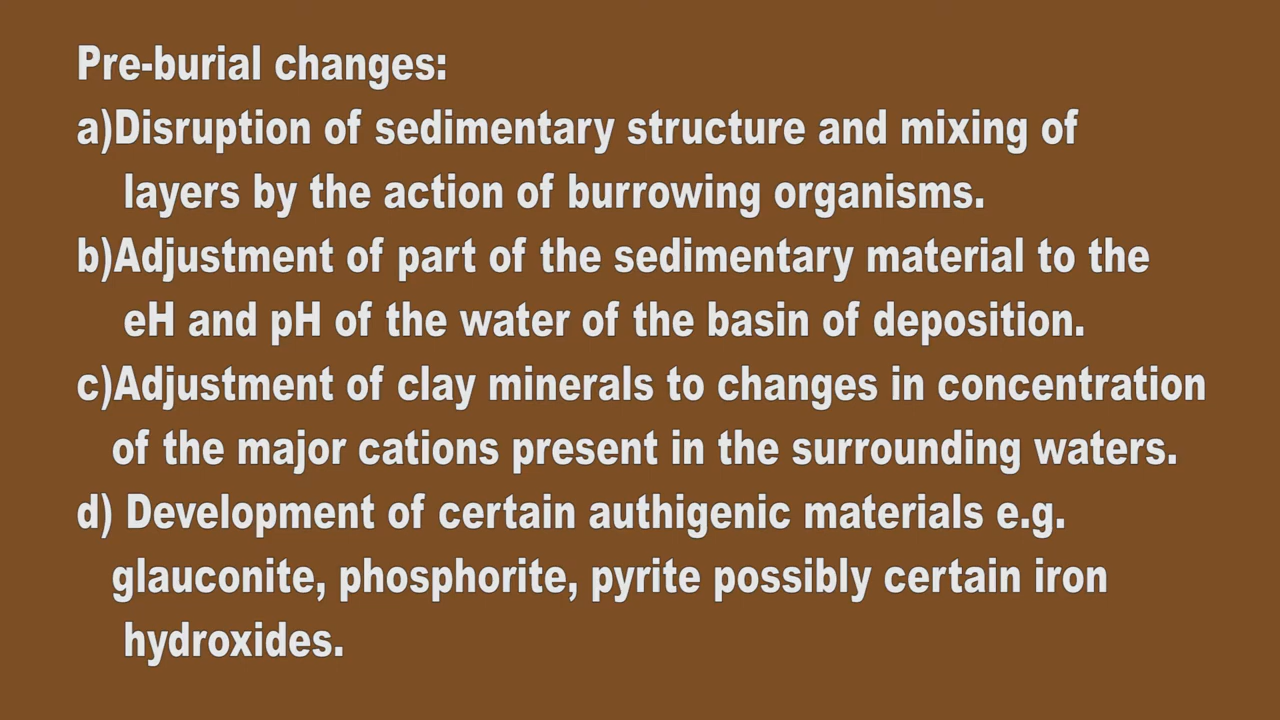 Pre-burial changes:
a)Disruption of sedimentary structure and mixing of
layers by the action of burrowing organisms.
b)Adjustment of part of the sedimentary material to the
eH and pH of the water of the basin of deposition.
c)Adjustment of clay minerals to changes in concentration
of the major cations present in the surrounding waters.
d) Development of certain authigenic materials e.g.
glauconite, phosphorite, pyrite possibly certain iron
hydroxides.